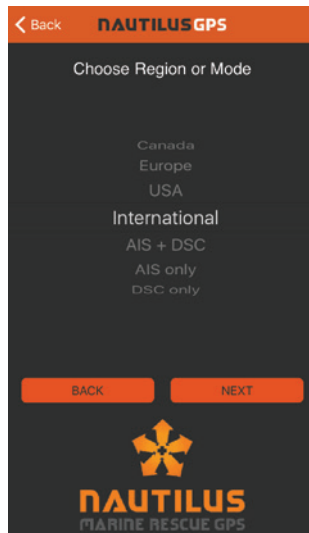 Back NAUTILUS GPS
Choose Region or Mode
Canada
Europe
USA
International
AIS + DSC
AIS only
DSC only
BACK NEXT
NAUTILUS
MARINE RESCUE GPS